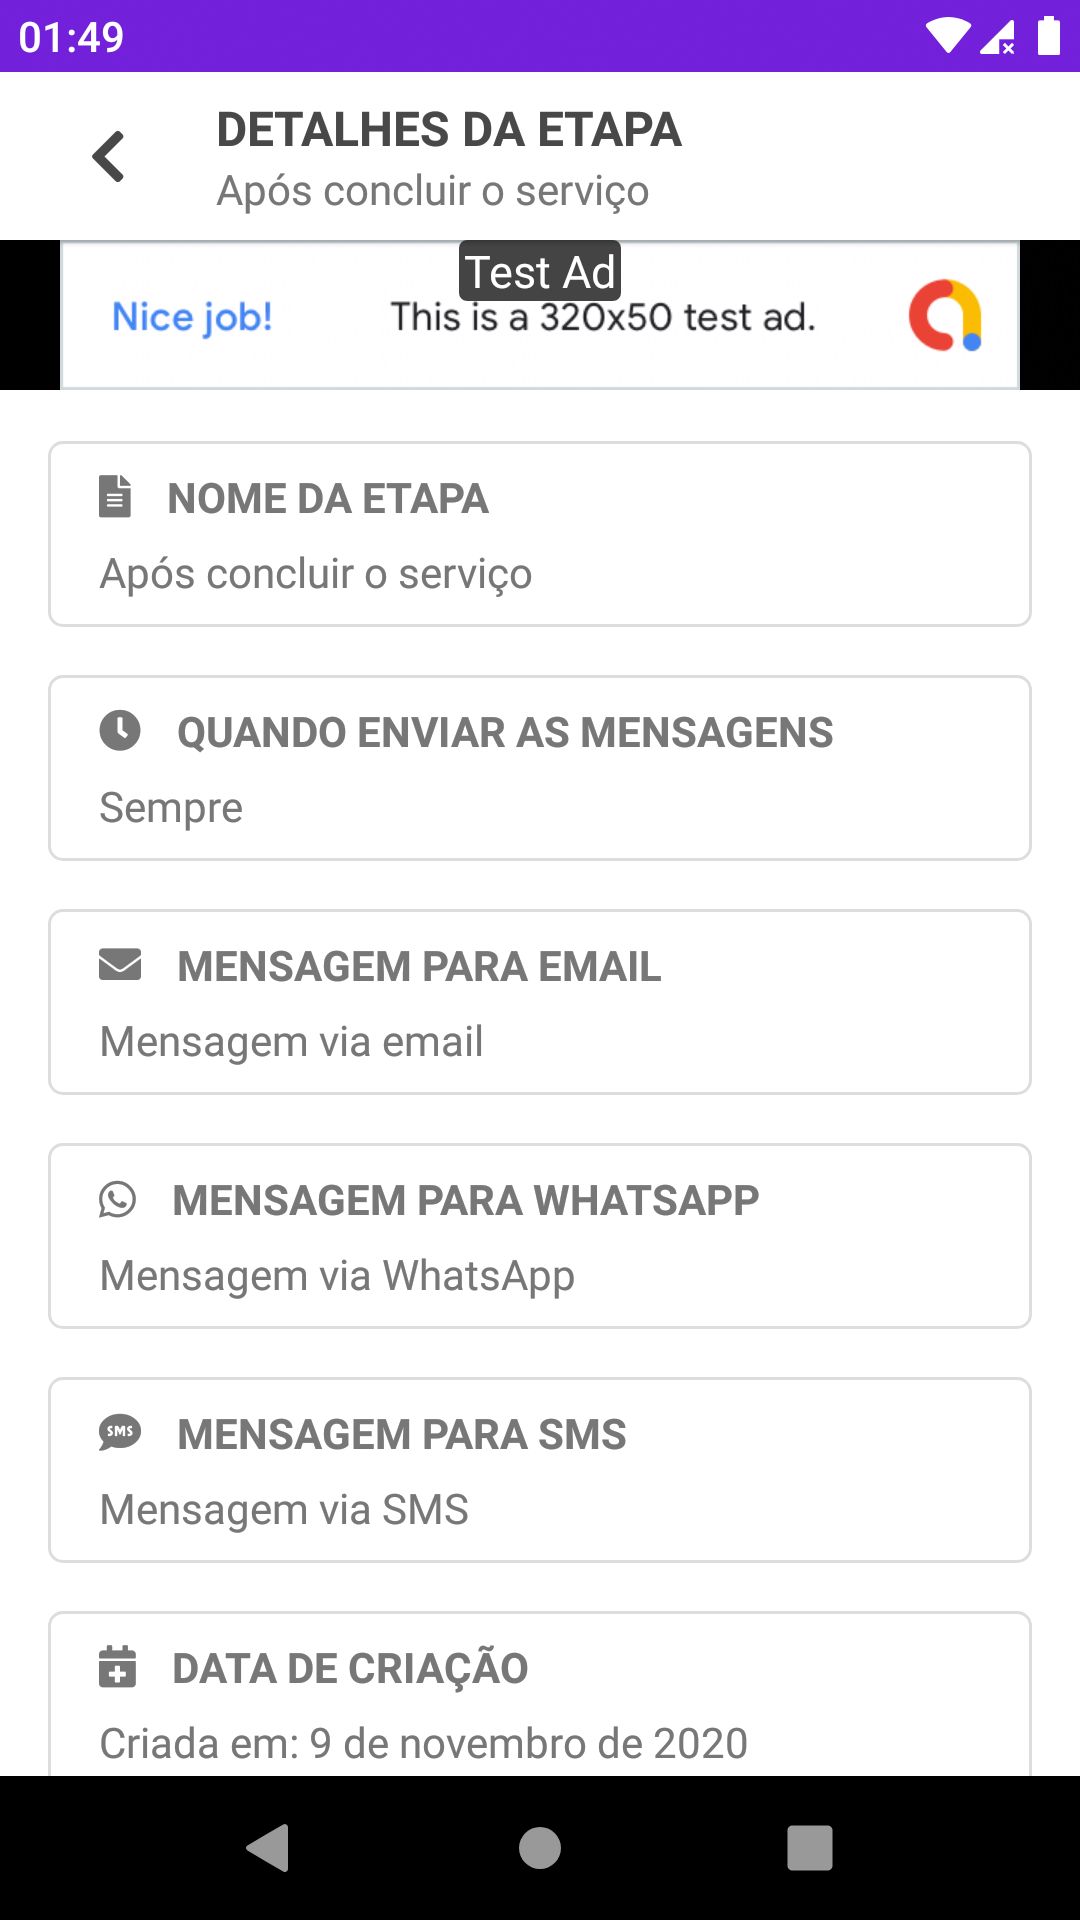 01:49
DETALHES DA ETAPA
Após concluir o serviço
Test Ad
Nice job! This is a 320x50 test ad.
NOME DA ETAPA
Após concluir o serviço
QUANDO ENVIAR AS MENSAGENS
Sempre
MENSAGEM PARA EMAIL
Mensagem via email
MENSAGEM PARA WHATSAPP
Mensagem via WhatsApp
SMS MENSAGEM PARA SMS
Mensagem via SMS
DATA DE CRIAÇÃO
Criada em: 9 de novembro de 2020